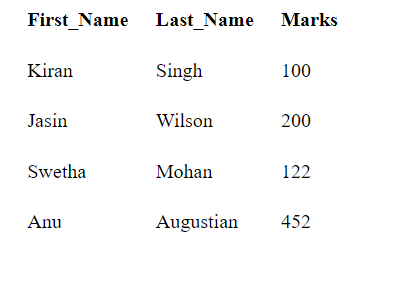 First_Name Last_Name Marks
Kiran Singh 100
Jasin Wilson 200
Swetha Mohan 122
Anu Augustian 452